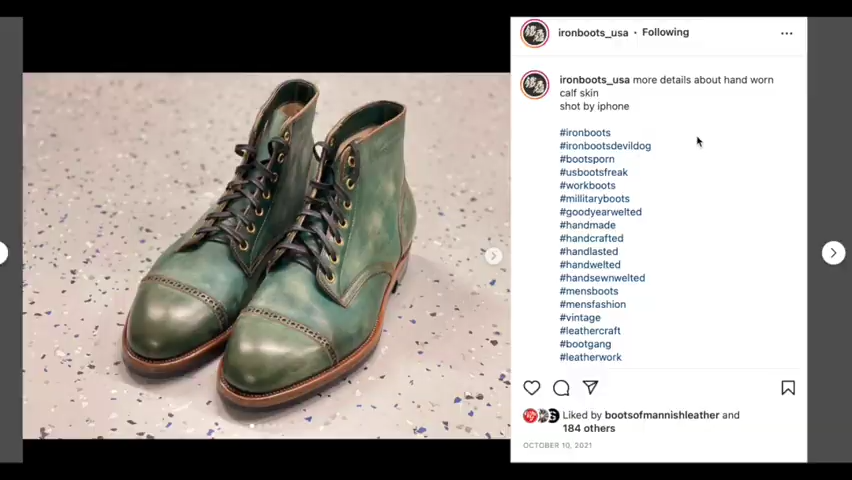 ironboots_usa • Following
ironboots_usa more details about hand worn
calf skin
shot by iphone
#ironboots
#ironbootsdevildog
#bootsporn
#usbootsfreak
#workboots
#millitaryboots
#goodyearwelted
#handmade
#handcrafted
#handlasted
#handwelted
#handsewnwelted
#mensboots
#mensfashion
#vintage
#leathercraft
#bootgang
#leatherwork
Liked by bootsofmannishleather and
184 others
OCTOBER 10, 2021